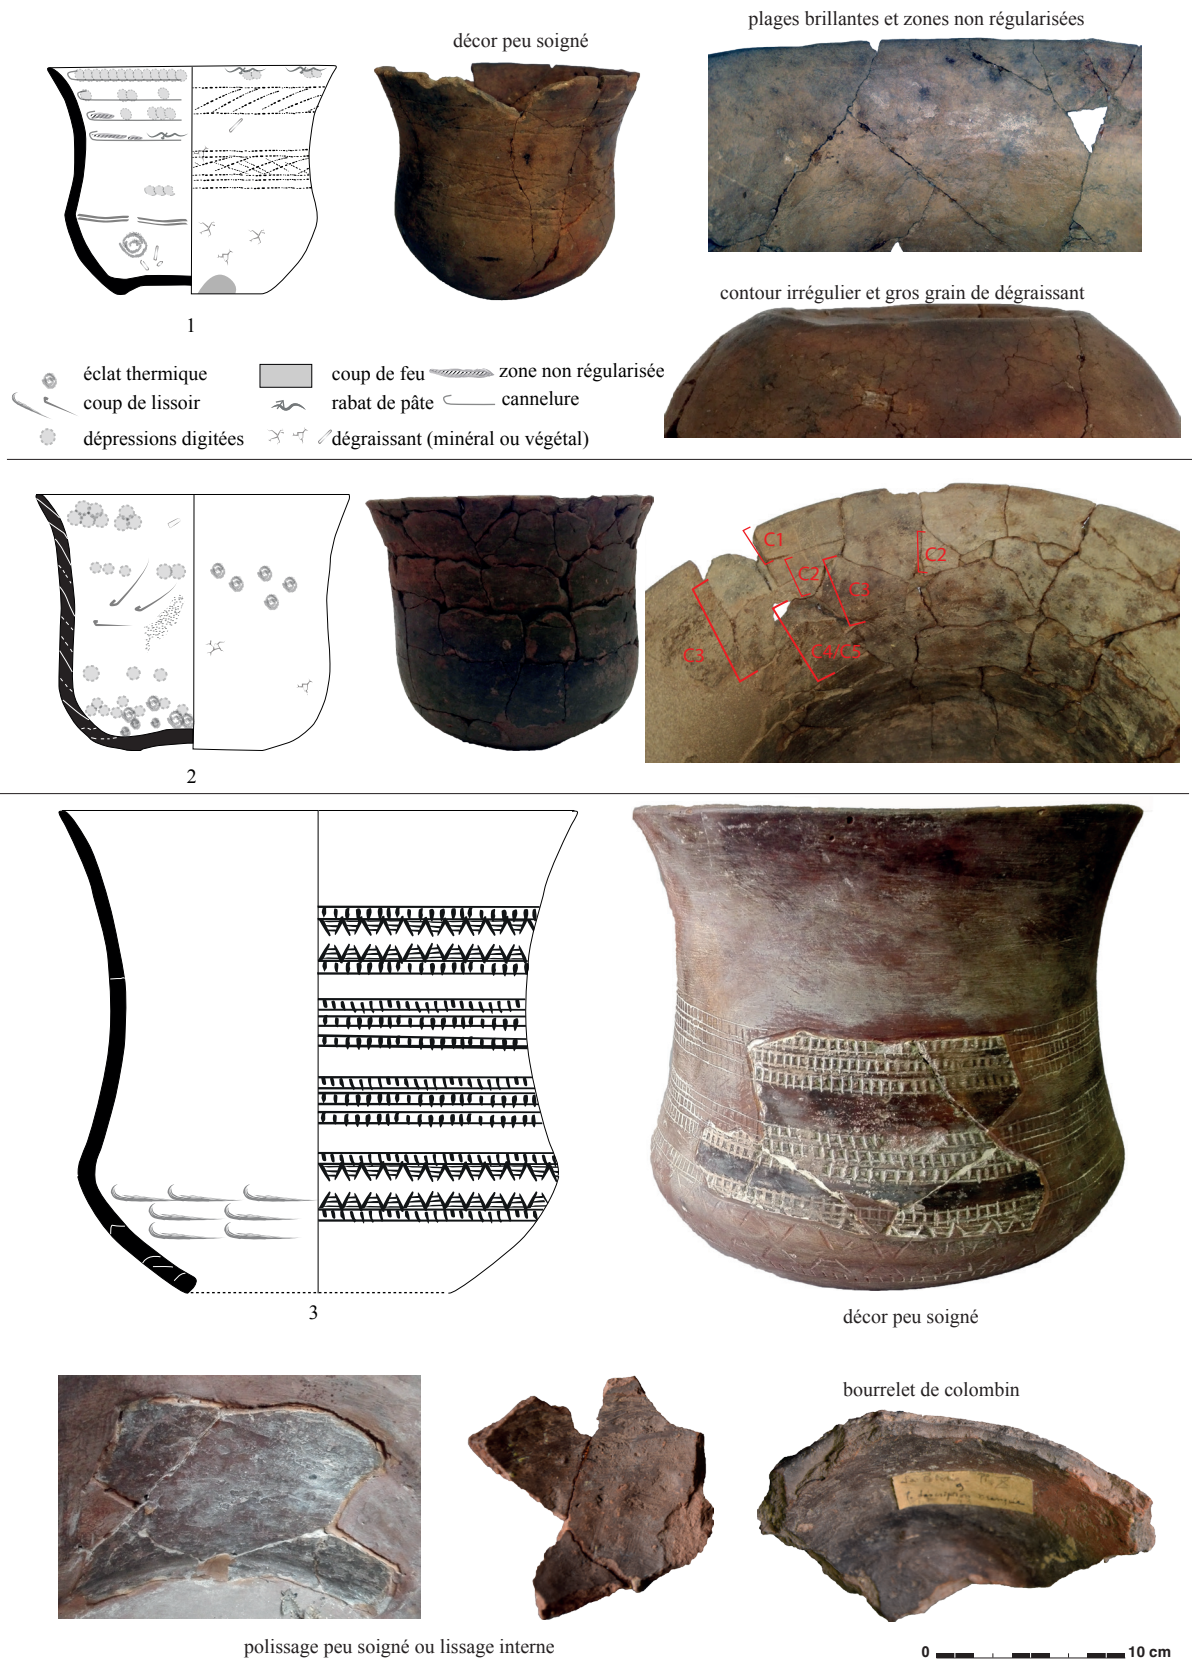 plages brillantes et zones non régularisées
décor peu soigné
contour irrégulier et gros grain de dégraissant
1
éclat thermique
coup de feu
zone non régularisée
coup de lissoir
rabat de pâte
cannelure
dépressions digitées
dégraissant (minéral ou végétal)
C1
C2
C2
C3
C3
C4/C5
2
3
décor peu soigné
bourrelet de colombin
polissage peu soigné ou lissage interne
0
10 cm